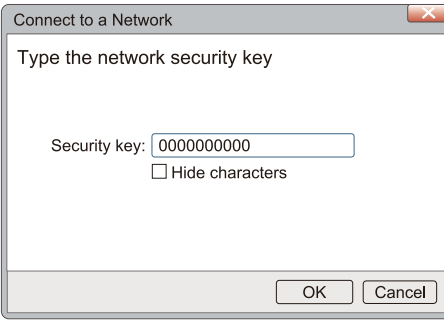 Connect to a Network
Type the network security key
Security key: 0000000000
Hide characters
OK Cancel